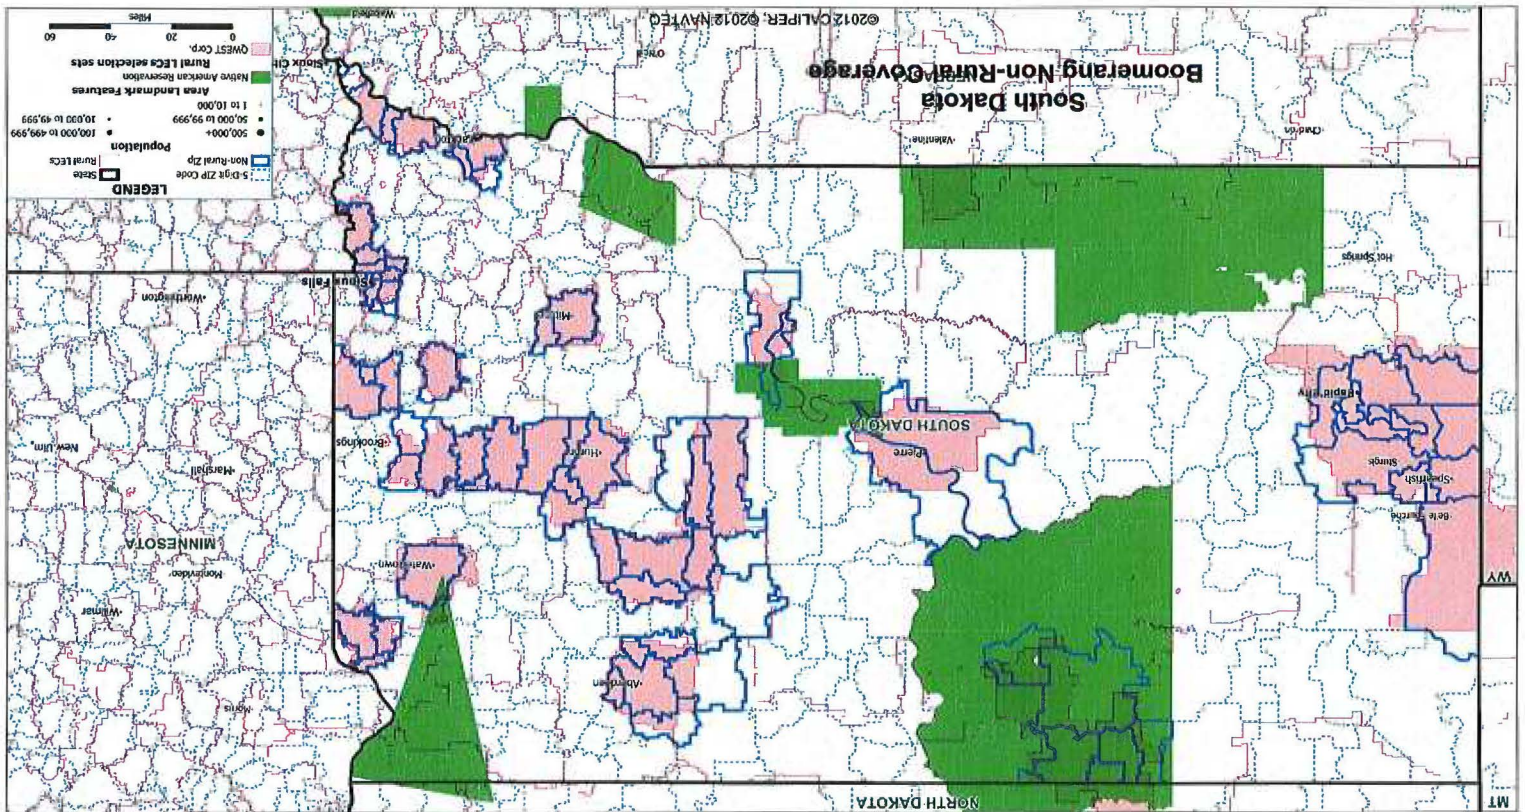 MT
NORTH DAKOTA
Morris
Aberdeen
Willmar
WY
Montevideo
Watertown
MINNESOTA
Belle Fourche
Spearfish
Sturgis
Marshall
Pierre
Huron
Brookings
New Ulm
SOUTH DAKOTA
Rapid City
Worthington
Sioux Falls
Hot Springs
LEGEND
5-Digit ZIP Code State
Non-Rural Zip Rural LECs
Population
500,000+ 100,000 to 499,999
50,000 to 99,999 10,000 to 49,999
1 to 10,000
Area Landmark Features
Native American Reservation
Rural LECs selection sets
QWEST Corp.
0 20 40 60
Miles
Valentine
Chadron
South Dakota
Boomerang Non-Rural Coverage
NEBRASKA
O'Neill
Sioux Cit
Wakefield
©2012 CALIPER; ©2012 NAVTEQ